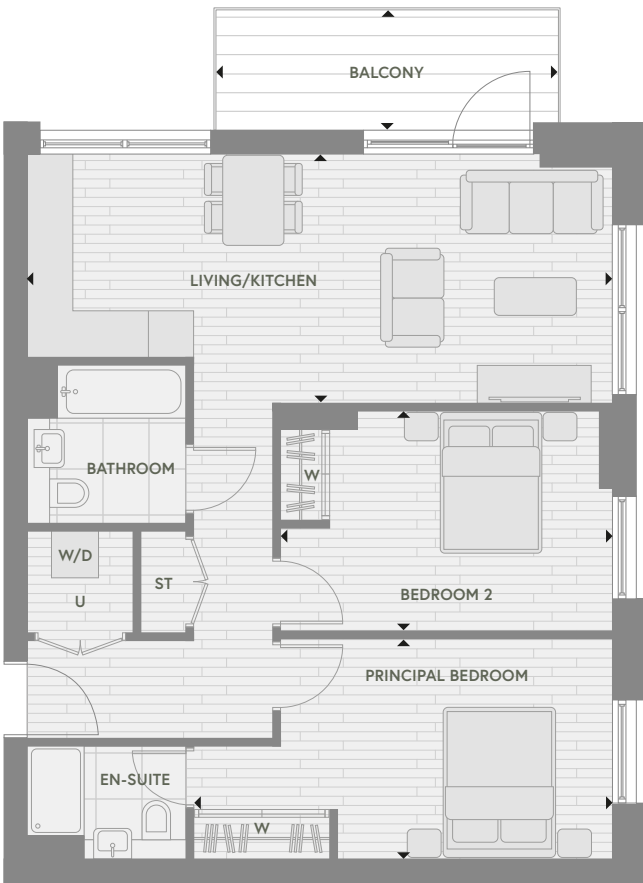 BALCONY
LIVING/KITCHEN
BATHROOM
W
W/D
ST
U
BEDROOM 2
PRINCIPAL BEDROOM
EN-SUITE
W